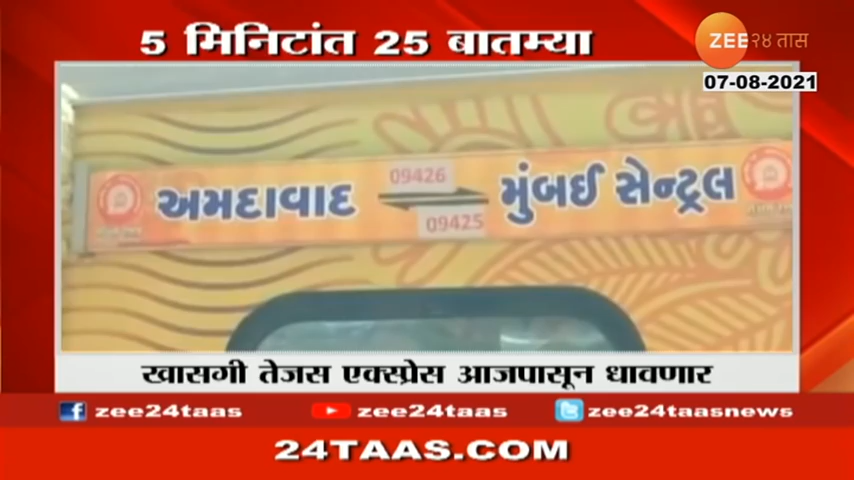 5 मिनिटांत 25 बातम्या
ZEE २४ तास
07-08-2021
અમદાવાદ 09426 મુંબઈ સેન્ટ્રલ
09425
खासगी तेजस एक्स्प्रेस आजपासून धावणार
zee24taas zee24taas zee24taasnews
24TAAS.COM